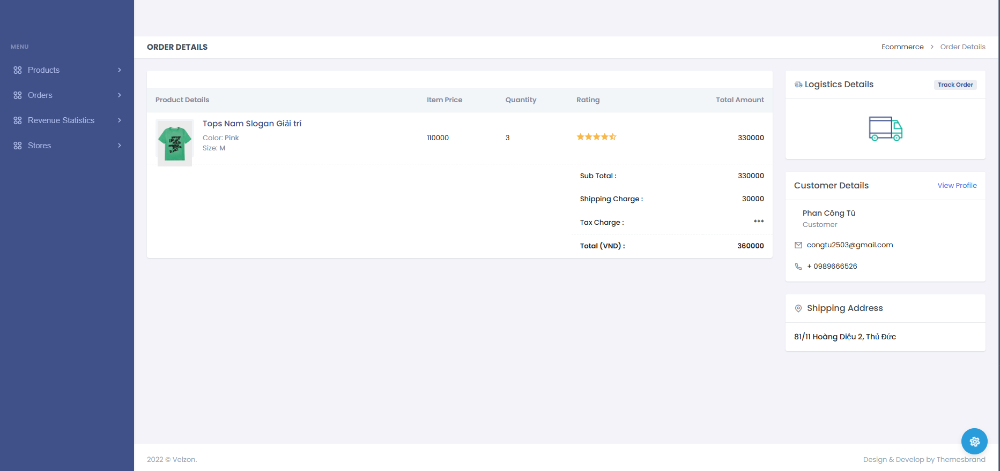 MENU
Products
Orders
Revenue Statistics
Stores
ORDER DETAILS
Ecommerce > Order Details
Product Details Item Price Quantity Rating Total Amount
Tops Nam Slogan Giải trí
Color: Pink
Size: M
110000 3 330000
Sub Total : 330000
Shipping Charge : 30000
Tax Charge : ***
Total (VND) : 360000
Logistics Details Track Order
Customer Details View Profile
Phan Công Tú
Customer
congtu2503@gmail.com
+ 0989666526
Shipping Address
81/11 Hoàng Diệu 2, Thủ Đức
2022 © Velzon.
Design & Develop by Themesbrand